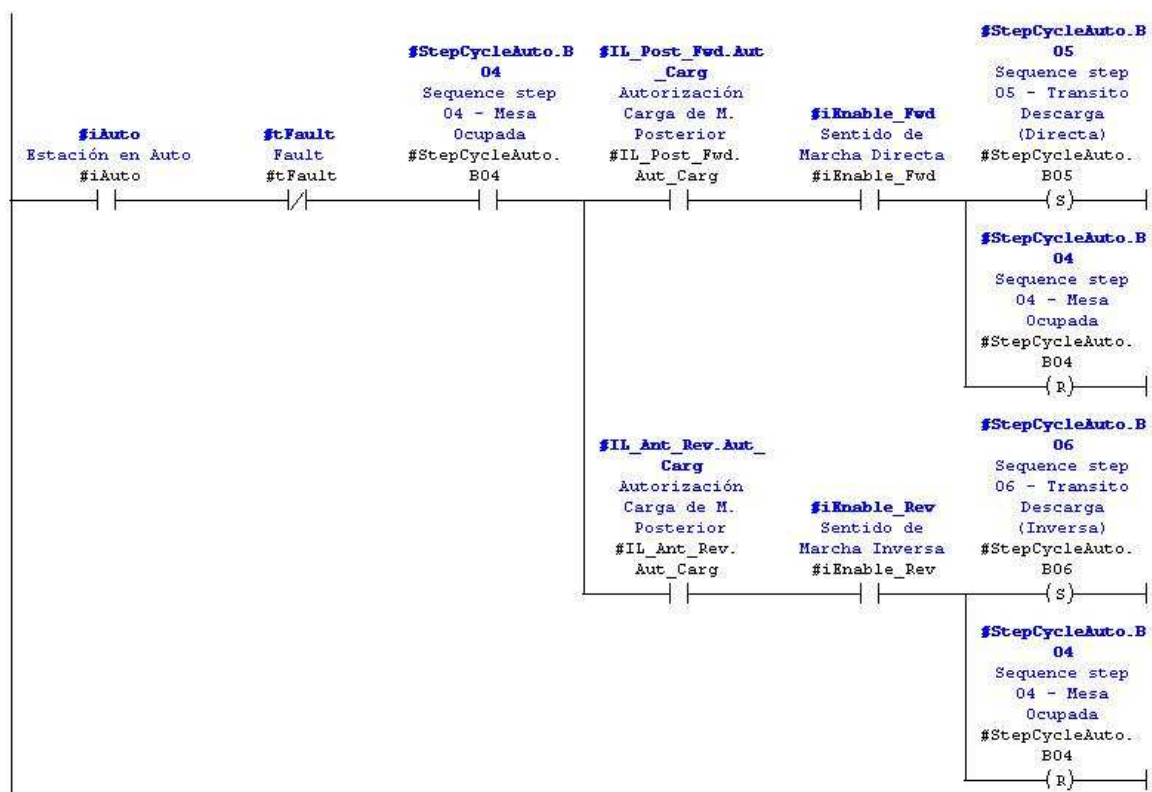 #iAuto
Estación en Auto
#iAuto
#tFault
Fault
#tFault
#StepCycleAuto.B
04
Sequence step
04 - Mesa
Ocupada
#StepCycleAuto.
B04
#IL_Post_Fwd.Aut
_Carg
Autorización
Carga de M.
Posterior
#IL_Post_Fwd.
Aut_Carg
#iEnable_Fwd
Sentido de
Marcha Directa
#iEnable_Fwd
#StepCycleAuto.B
05
Sequence step
05 - Transito
Descarga
(Directa)
#StepCycleAuto.
B05
S
#StepCycleAuto.B
04
Sequence step
04 - Mesa
Ocupada
#StepCycleAuto.
B04
R
#IL_Ant_Rev.Aut_
Carg
Autorización
Carga de M.
Posterior
#IL_Ant_Rev.
Aut_Carg
#iEnable_Rev
Sentido de
Marcha Inversa
#iEnable_Rev
#StepCycleAuto.B
06
Sequence step
06 - Transito
Descarga
(Inversa)
#StepCycleAuto.
B06
S
#StepCycleAuto.B
04
Sequence step
04 - Mesa
Ocupada
#StepCycleAuto.
B04
R